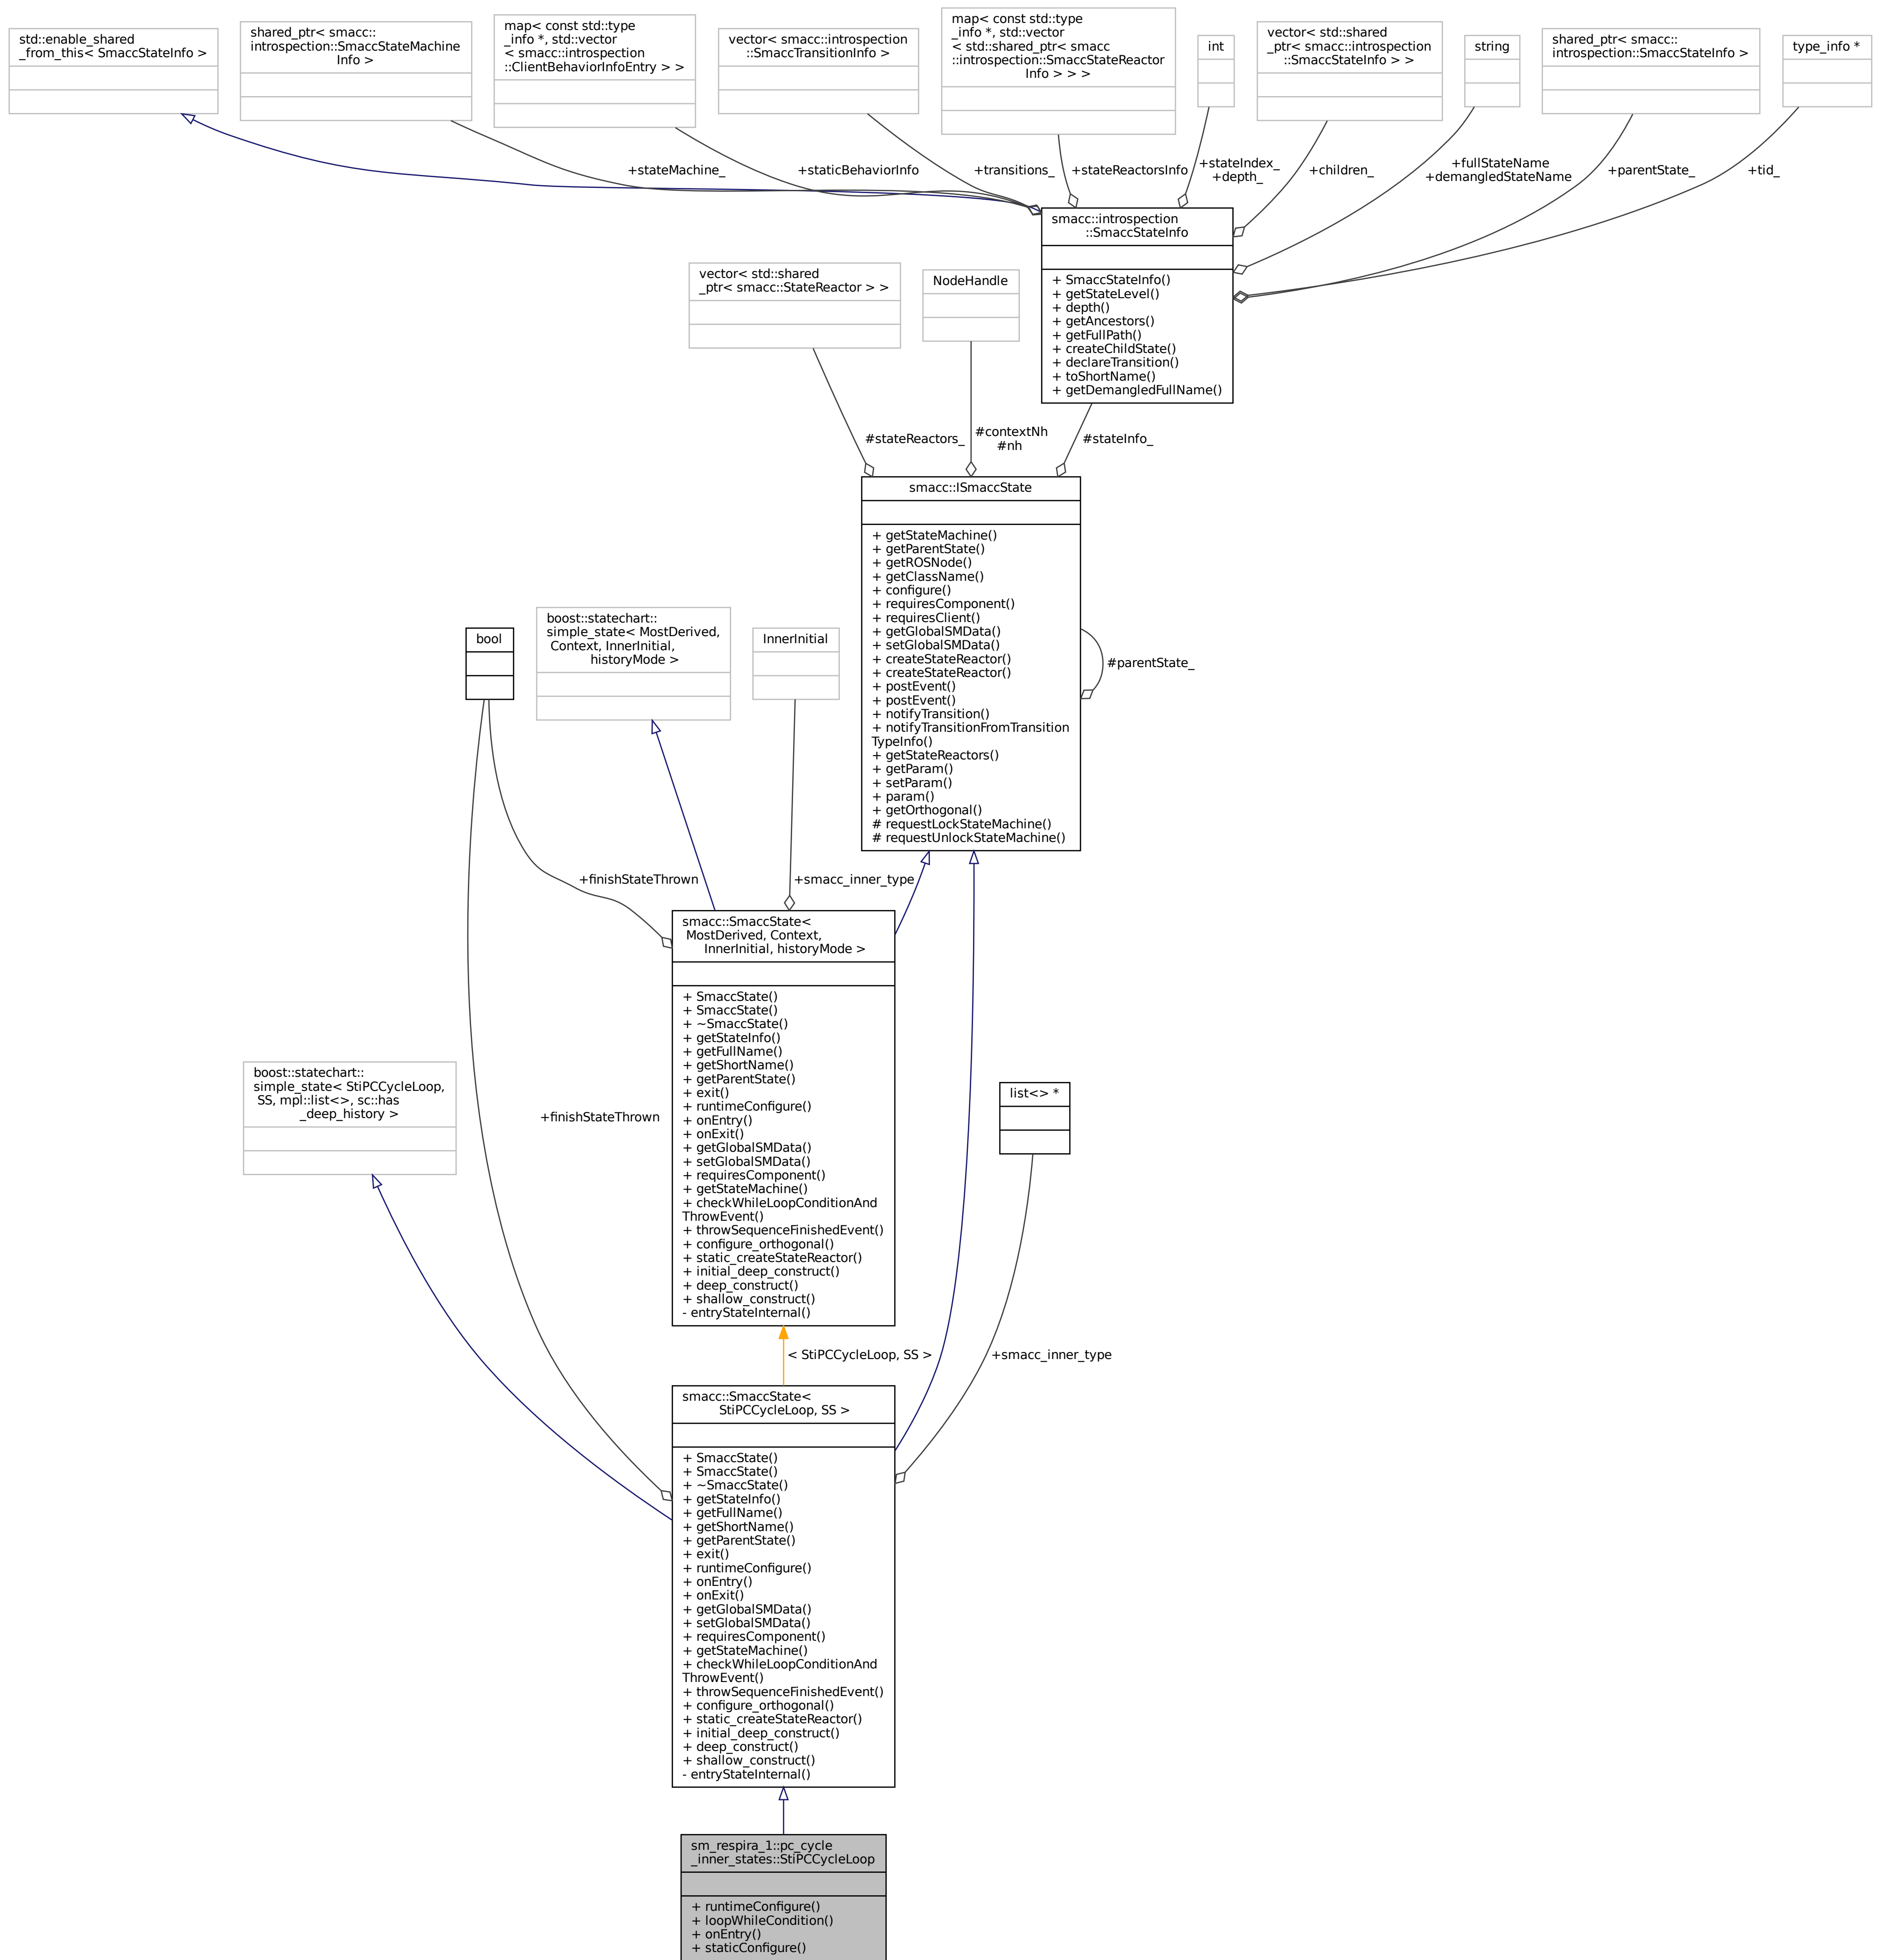 std::enable_shared
_from_this< SmaccStateInfo >
shared_ptr< smacc::
introspection::SmaccStateMachine
Info >
map< const std::type
_info *, std::vector
< smacc::introspection
::ClientBehaviorInfoEntry > >
vector< smacc::introspection
::SmaccTransitionInfo >
map< const std::type
_info *, std::vector
< std::shared_ptr< smacc
::introspection::SmaccStateReactor
Info > > >
int
vector< std::shared
_ptr< smacc::introspection
::SmaccStateInfo > >
string
shared_ptr< smacc::
introspection::SmaccStateInfo >
type_info *
+stateMachine_
+staticBehaviorInfo
+transitions_
+stateReactorsInfo
+stateIndex_
+depth_
+children_
+fullStateName
+demangledStateName
+parentState_
+tid_
smacc::introspection
::SmaccStateInfo
+ SmaccStateInfo()
+ getStateLevel()
+ depth()
+ getAncestors()
+ getFullPath()
+ createChildState()
+ declareTransition()
+ toShortName()
+ getDemangledFullName()
vector< std::shared
_ptr< smacc::StateReactor > >
NodeHandle
#stateReactors_
#contextNh
#nh
#stateInfo_
smacc::ISmaccState
+ getStateMachine()
+ getParentState()
+ getROSNode()
+ getClassName()
+ configure()
+ requiresComponent()
+ requiresClient()
+ getGlobalSMData()
+ setGlobalSMData()
+ createStateReactor()
+ createStateReactor()
+ postEvent()
+ postEvent()
+ notifyTransition()
+ notifyTransitionFromTransition
TypeInfo()
+ getStateReactors()
+ getParam()
+ setParam()
+ param()
+ getOrthogonal()
# requestLockStateMachine()
# requestUnlockStateMachine()
#parentState_
bool
boost::statechart::
simple_state< MostDerived,
Context, InnerInitial,
historyMode >
InnerInitial
+finishStateThrown
+smacc_inner_type
smacc::SmaccState<
MostDerived, Context,
InnerInitial, historyMode >
+ SmaccState()
+ SmaccState()
+ ~SmaccState()
+ getStateInfo()
+ getFullName()
+ getShortName()
+ getParentState()
+ exit()
+ runtimeConfigure()
+ onEntry()
+ onExit()
+ getGlobalSMData()
+ setGlobalSMData()
+ requiresComponent()
+ getStateMachine()
+ checkWhileLoopConditionAnd
ThrowEvent()
+ throwSequenceFinishedEvent()
+ configure_orthogonal()
+ static_createStateReactor()
+ initial_deep_construct()
+ deep_construct()
+ shallow_construct()
- entryStateInternal()
boost::statechart::
simple_state< StiPCCycleLoop,
SS, mpl::list<>, sc::has
_deep_history >
+finishStateThrown
list<> *
< StiPCCycleLoop, SS >
+smacc_inner_type
smacc::SmaccState<
StiPCCycleLoop, SS >
+ SmaccState()
+ SmaccState()
+ ~SmaccState()
+ getStateInfo()
+ getFullName()
+ getShortName()
+ getParentState()
+ exit()
+ runtimeConfigure()
+ onEntry()
+ onExit()
+ getGlobalSMData()
+ setGlobalSMData()
+ requiresComponent()
+ getStateMachine()
+ checkWhileLoopConditionAnd
ThrowEvent()
+ throwSequenceFinishedEvent()
+ configure_orthogonal()
+ static_createStateReactor()
+ initial_deep_construct()
+ deep_construct()
+ shallow_construct()
- entryStateInternal()
sm_respira_1::pc_cycle
_inner_states::StiPCCycleLoop
+ runtimeConfigure()
+ loopWhileCondition()
+ onEntry()
+ staticConfigure()